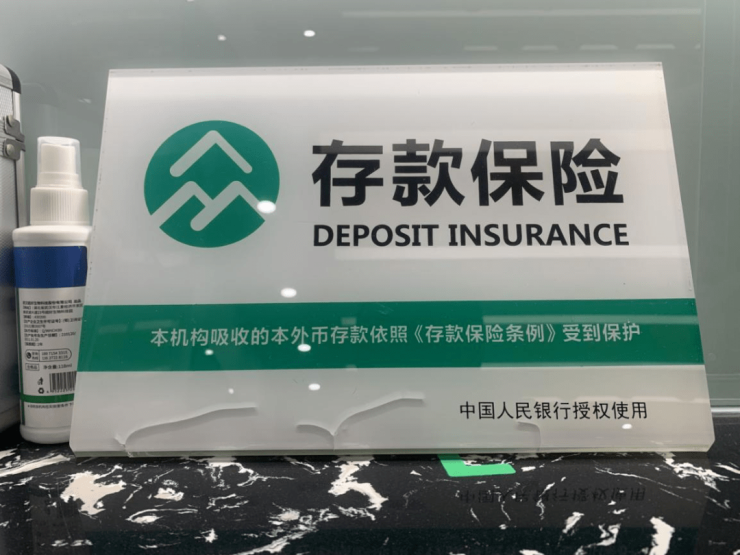 存款保险
DEPOSIT INSURANCE
本机构吸收的本外币存款依照《存款保险条例》受到保护
中国人民银行授权使用